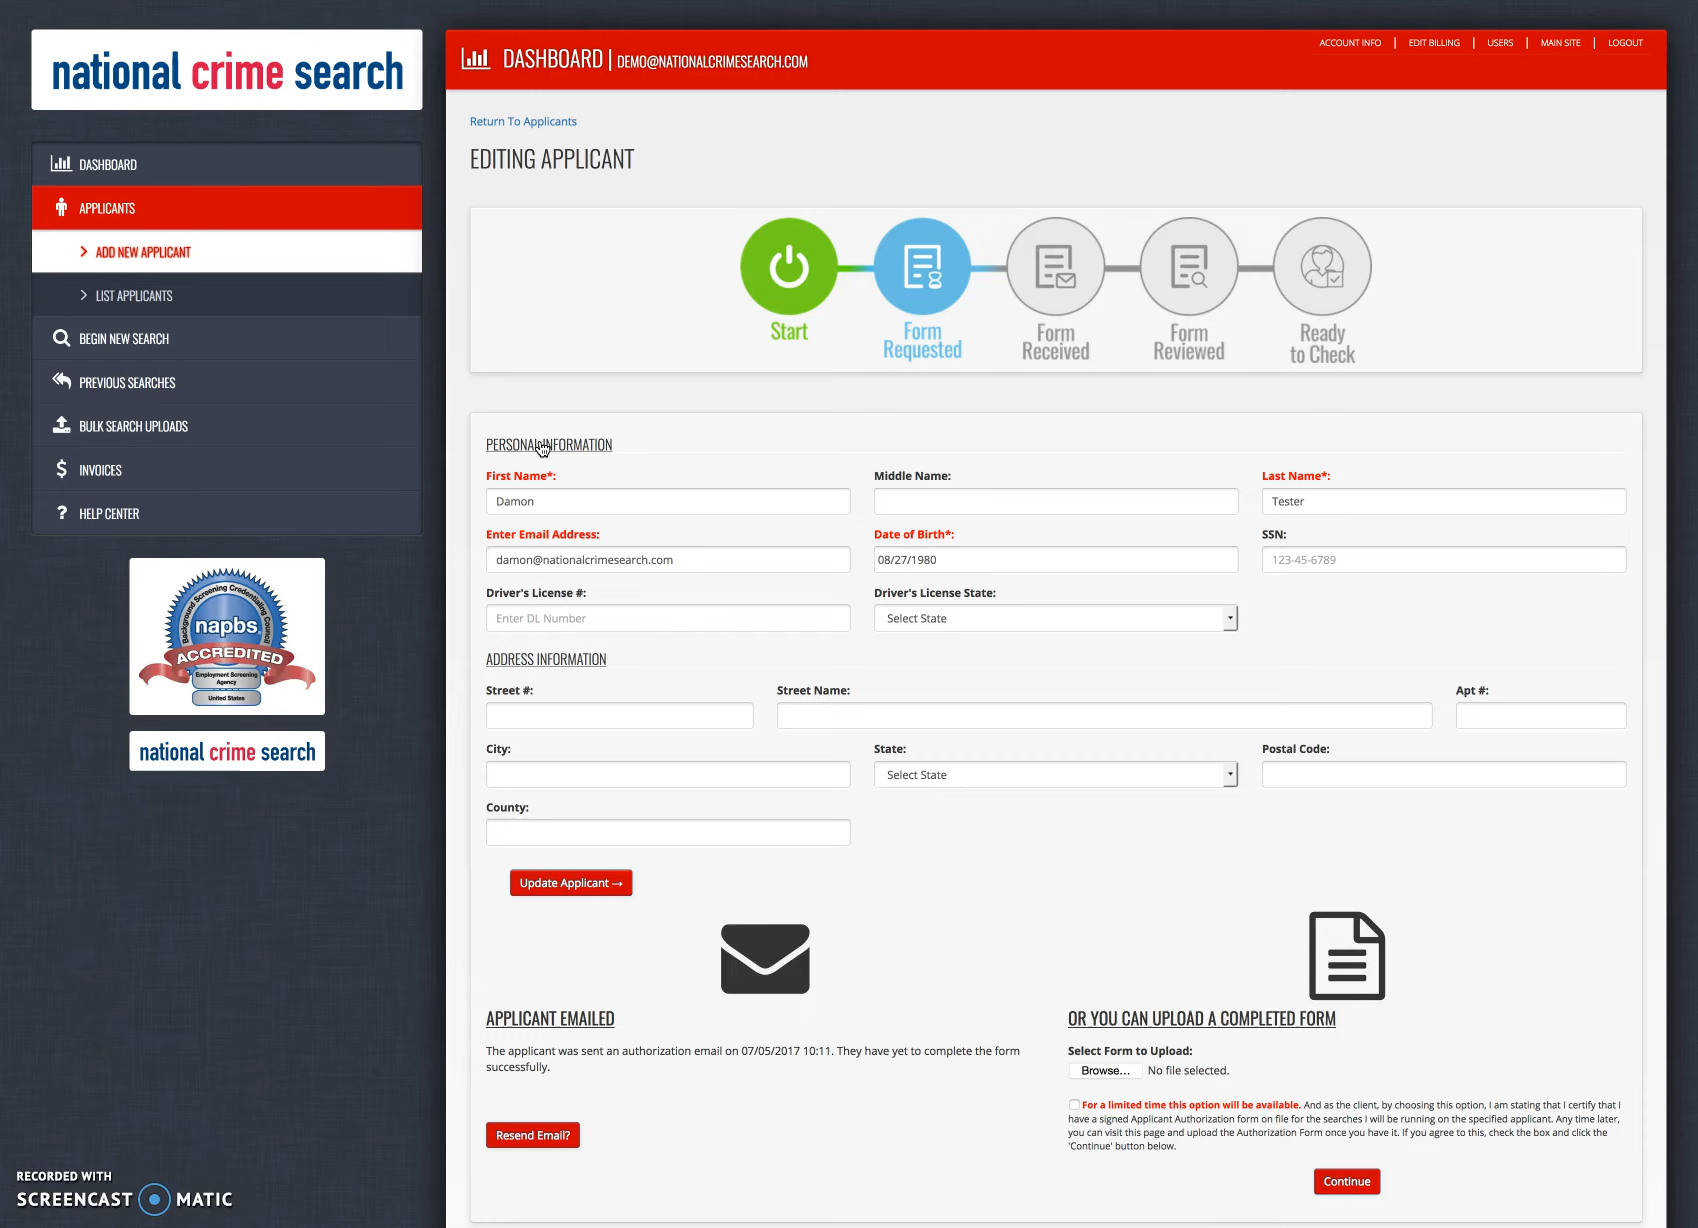 national crime search
DASHBOARD | DEMO@NATIONALCRIMESEARCH.COM
ACCOUNT INFO | EDIT BILLING | USERS | MAIN SITE | LOGOUT
DASHBOARD
APPLICANTS
ADD NEW APPLICANT
LIST APPLICANTS
BEGIN NEW SEARCH
PREVIOUS SEARCHES
BULK SEARCH UPLOADS
INVOICES
HELP CENTER
Background Screening Credentialing Council
napbs
ACCREDITED
Employment Screening
Agency
United States
national crime search
RECORDED WITH
SCREENCAST MATIC
Return To Applicants
EDITING APPLICANT
Start
Form
Requested
Form
Received
Form
Reviewed
Ready
to Check
PERSONAL INFORMATION
First Name*: Middle Name: Last Name*:
Damon Tester
Enter Email Address: Date of Birth*: SSN:
damon@nationalcrimesearch.com 08/27/1980 123-45-6789
Driver's License #: Driver's License State:
Enter DL Number Select State
ADDRESS INFORMATION
Street #: Street Name: Apt #:
City: State: Postal Code:
Select State
County:
Update Applicant →
APPLICANT EMAILED
The applicant was sent an authorization email on 07/05/2017 10:11. They have yet to complete the form
successfully.
Resend Email?
OR YOU CAN UPLOAD A COMPLETED FORM
Select Form to Upload:
Browse... No file selected.
For a limited time this option will be available. And as the client, by choosing this option, I am stating that I certify that I
have a signed Applicant Authorization form on file for the searches I will be running on the specified applicant. Any time later,
you can visit this page and upload the Authorization Form once you have it. If you agree to this, check the box and click the
'Continue' button below.
Continue